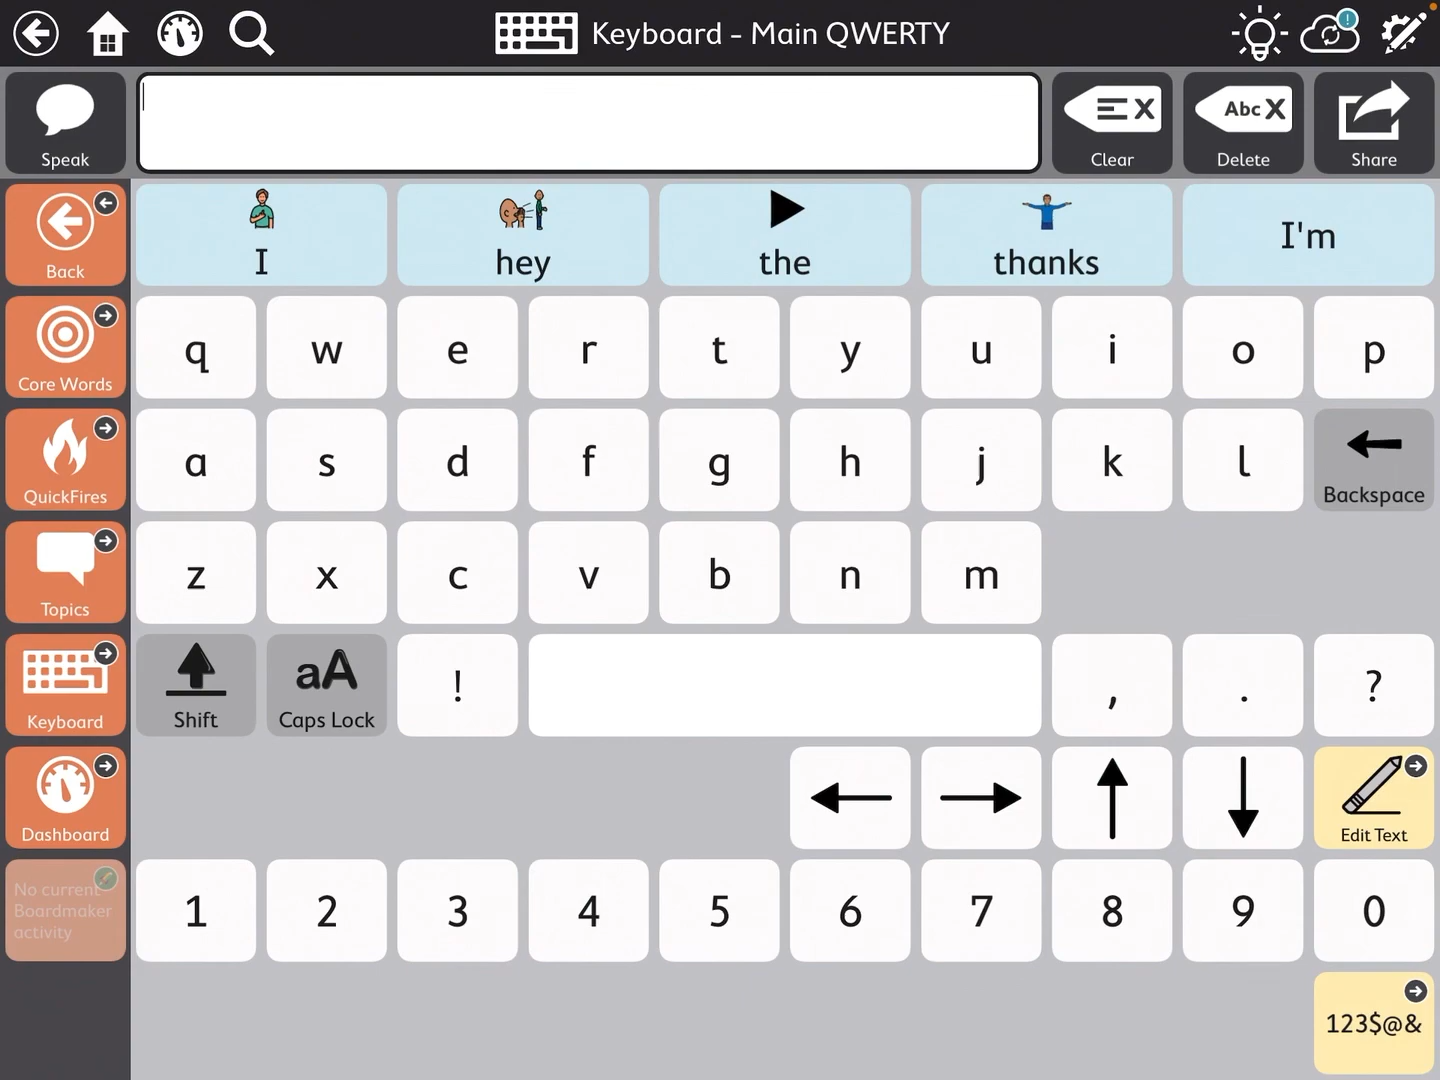 Keyboard - Main QWERTY
Speak
Clear
Abc X
Delete
Share
Back
I
hey
the
thanks
I'm
Core Words
q w e r t y u i o p
QuickFires
a s d f g h j k l
Backspace
Topics
z x c v b n m
Keyboard
Shift
aA
Caps Lock
! , . ?
Dashboard
Edit Text
No current
Boardmaker
activity
1 2 3 4 5 6 7 8 9 0
123$@&